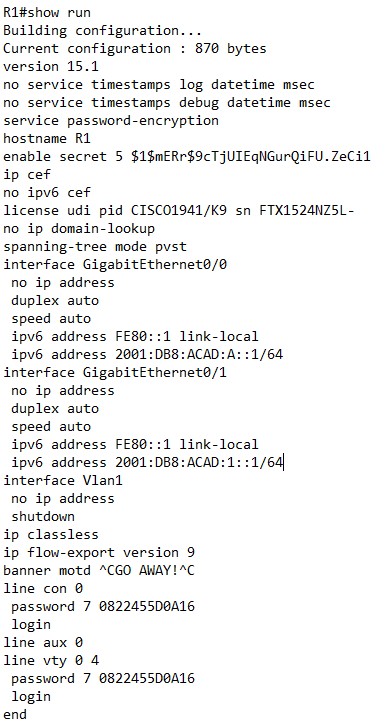 R1#show run
Building configuration...
Current configuration : 870 bytes
version 15.1
no service timestamps log datetime msec
no service timestamps debug datetime msec
service password-encryption
hostname R1
enable secret 5 $1$mERr$9cTjUIEqNGurQiFU.ZeCi1
ip cef
no ipv6 cef
license udi pid CISCO1941/K9 sn FTX1524NZ5L-
no ip domain-lookup
spanning-tree mode pvst
interface GigabitEthernet0/0
 no ip address
 duplex auto
 speed auto
 ipv6 address FE80::1 link-local
 ipv6 address 2001:DB8:ACAD:A::1/64
interface GigabitEthernet0/1
 no ip address
 duplex auto
 speed auto
 ipv6 address FE80::1 link-local
 ipv6 address 2001:DB8:ACAD:1::1/64
interface Vlan1
 no ip address
 shutdown
ip classless
ip flow-export version 9
banner motd ^CGO AWAY!^C
line con 0
 password 7 0822455D0A16
 login
line aux 0
line vty 0 4
 password 7 0822455D0A16
 login
end